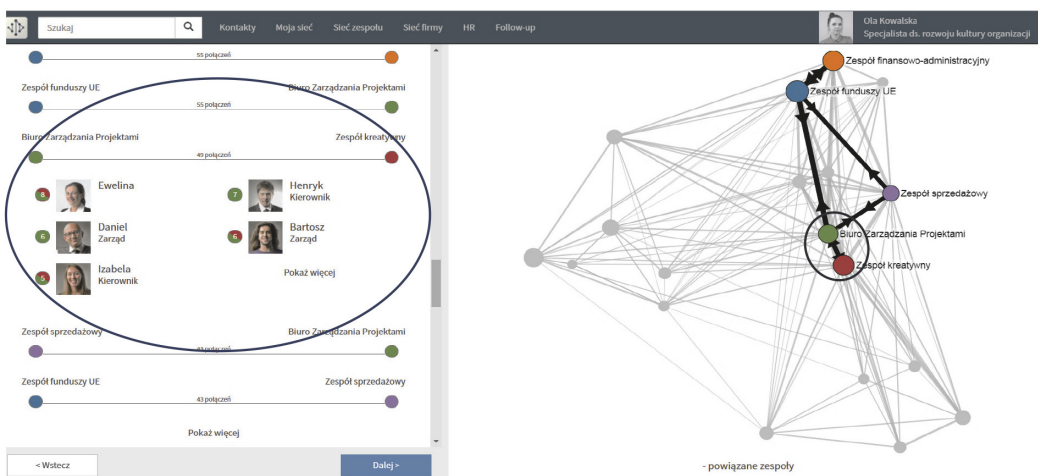 Szukaj
Kontakty
Moja sieć
Sieć zespołu
Sieć firmy
HR
Follow-up
Ola Kowalska
Specjalista ds. rozwoju kultury organizacji
55 połączeń
Zespół funduszy UE
Biuro Zarządzania Projektami
55 połączeń
Biuro Zarządzania Projektami
Zespół kreatywny
49 połączeń
8
Ewelina
7
Henryk
Kierownik
6
Daniel
Zarząd
6
Bartosz
Zarząd
5
Izabela
Kierownik
Pokaż więcej
Zespół sprzedażowy
Biuro Zarządzania Projektami
połączeń
Zespół funduszy UE
Zespół sprzedażowy
43 połączeń
Pokaż więcej
< Wstecz
Dalej >
Zespół finansowo-administracyjny
Zespół funduszy UE
Zespół sprzedażowy
Biuro Zarządzania Projektami
Zespół kreatywny
- powiązane zespoły